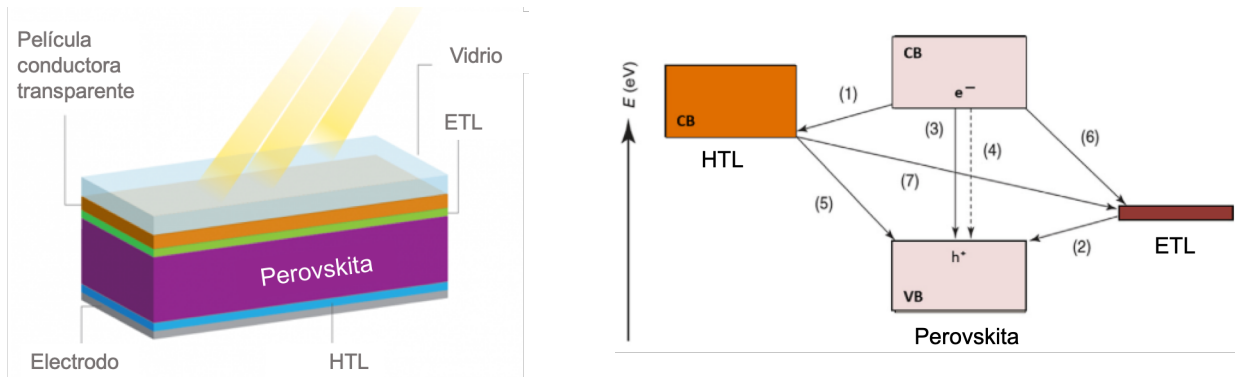 Película
conductora
transparente
Vidrio
ETL
Perovskita
Electrodo
HTL
E (eV)
CB
HTL
(1)
CB
e—
(3)
(4)
(6)
(7)
(5)
(2)
h+
VB
Perovskita
ETL